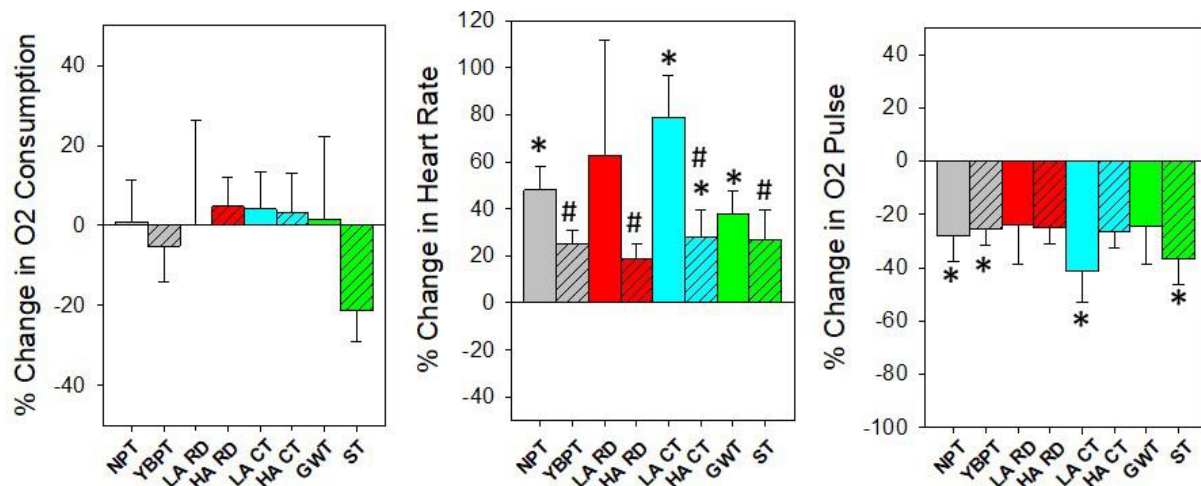 % Change in O2 Consumption
40
20
0
-20
-40
NPT
YBPT
LA RD
HA RD
LA CT
HA CT
GWT
ST
% Change in Heart Rate
120
100
80
60
40
20
0
-20
-40
*
#
#
*
#
*
*
#
NPT
YBPT
LA RD
HA RD
LA CT
HA CT
GWT
ST
% Change in O2 Pulse
40
20
0
-20
-40
-60
-80
-100
*
*
*
*
NPT
YBPT
LA RD
HA RD
LA CT
HA CT
GWT
ST